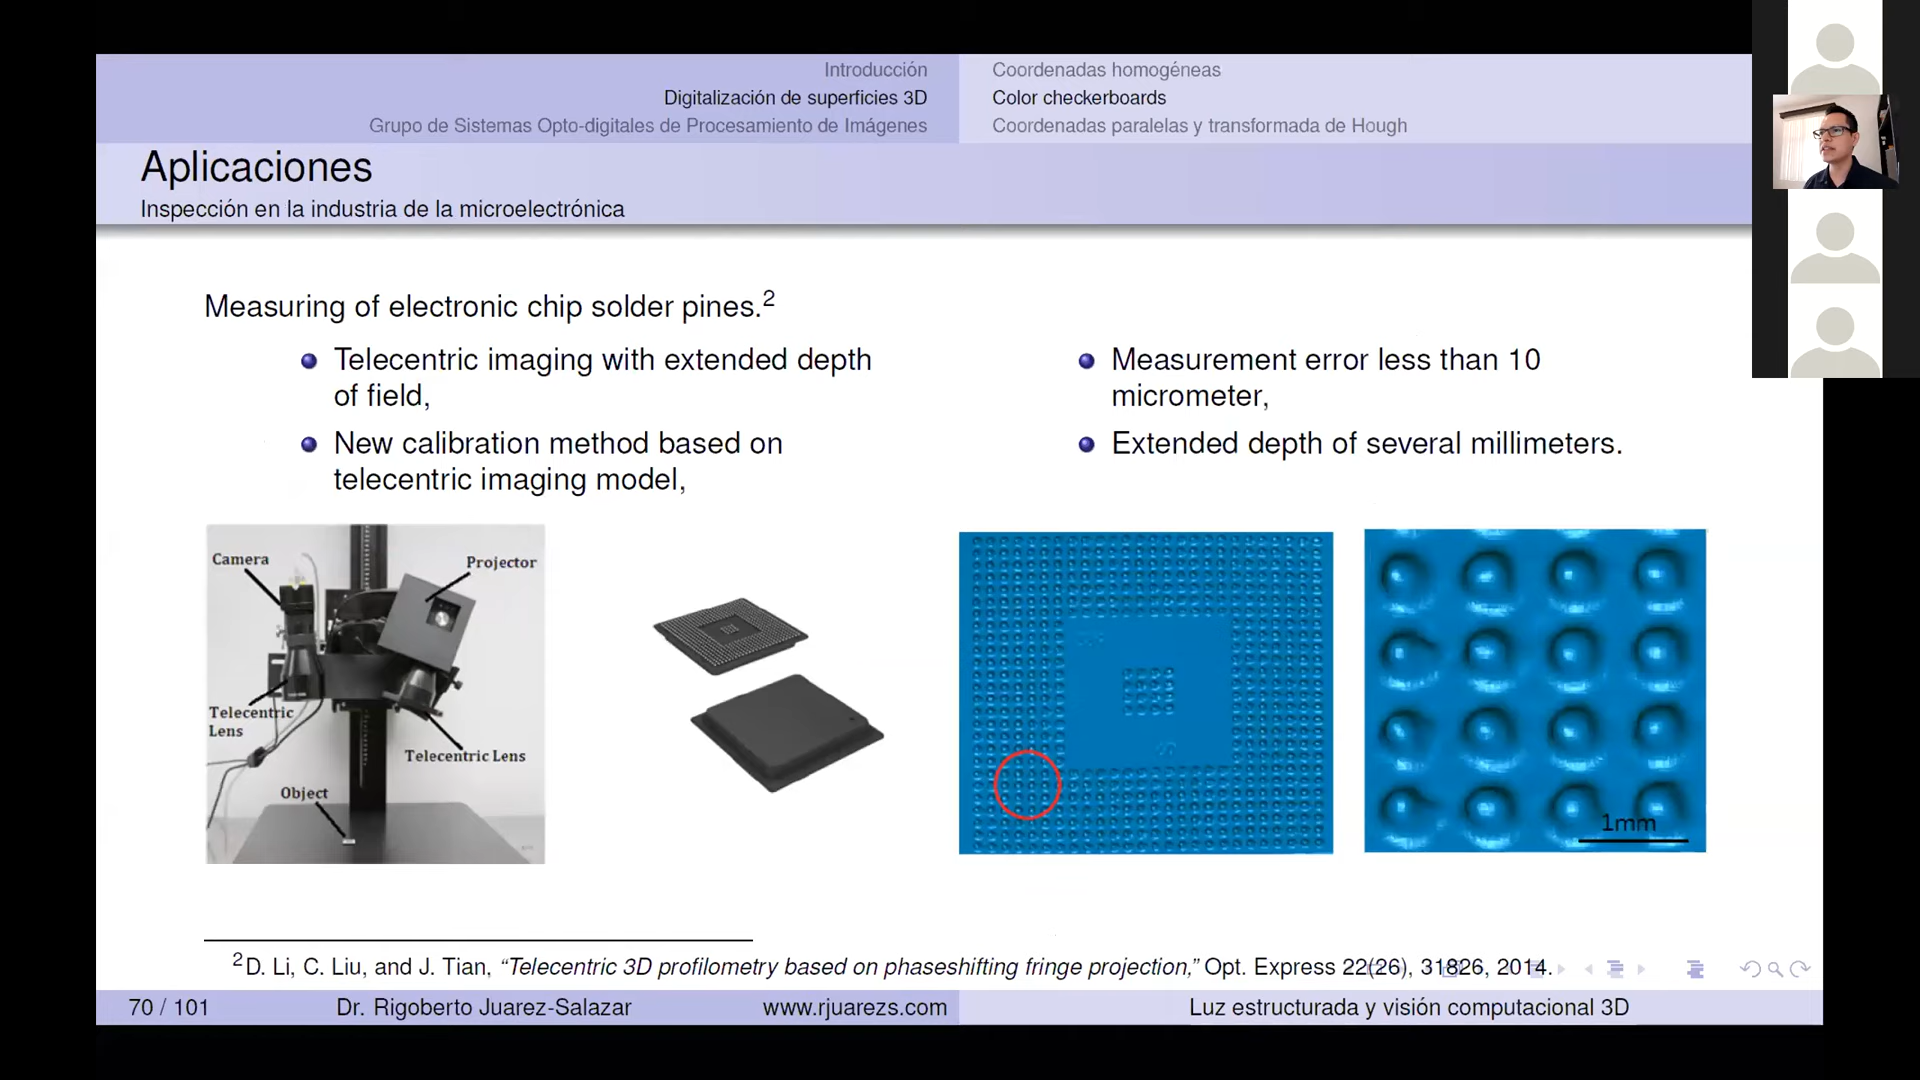 Introducción
Digitalización de superficies 3D
Grupo de Sistemas Opto-digitales de Procesamiento de Imágenes
Coordenadas homogéneas
Color checkerboards
Coordenadas paralelas y transformada de Hough
Aplicaciones
Inspección en la industria de la microelectrónica
Measuring of electronic chip solder pines.2
Telecentric imaging with extended depth
of field,
New calibration method based on
telecentric imaging model,
Measurement error less than 10
micrometer,
Extended depth of several millimeters.
Camera
Projector
Telecentric
Lens
Telecentric Lens
Object
1mm
2D. Li, C. Liu, and J. Tian, “Telecentric 3D profilometry based on phaseshifting fringe projection,” Opt. Express 22(26), 31826, 2014.
70 / 101
Dr. Rigoberto Juarez-Salazar
www.rjuarezs.com
Luz estructurada y visión computacional 3D